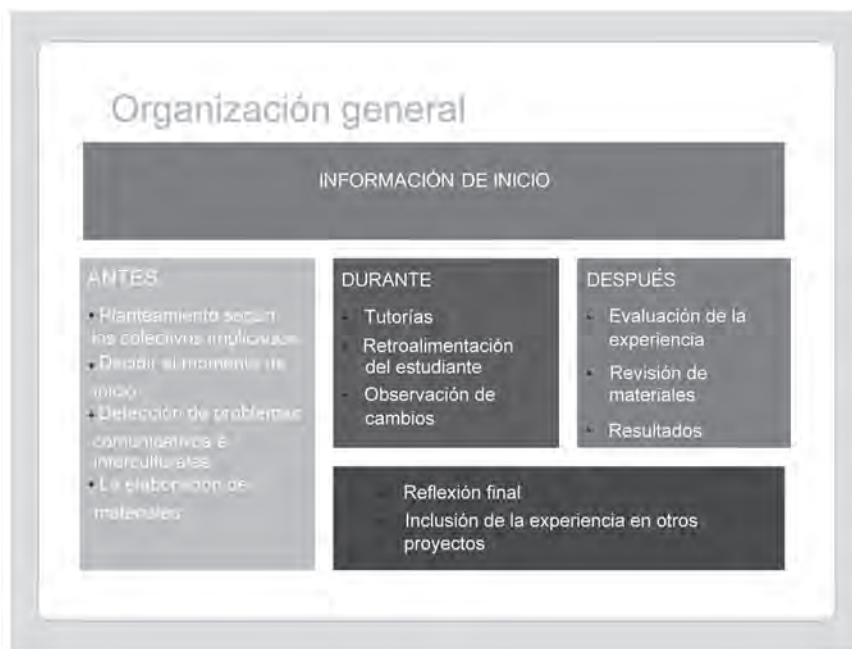 Organización general
INFORMACIÓN DE INICIO
ANTES
• Planteamiento según
los colectivos implicados
• Decidir el momento de
inicio
• Detección de problemas
comunicativos e
interculturales
• La elaboración de
materiales
DURANTE
- Tutorías
- Retroalimentación
del estudiante
- Observación de
cambios
DESPUÉS
- Evaluación de la
experiencia
- Revisión de
materiales
- Resultados
- Reflexión final
- Inclusión de la experiencia en otros
proyectos